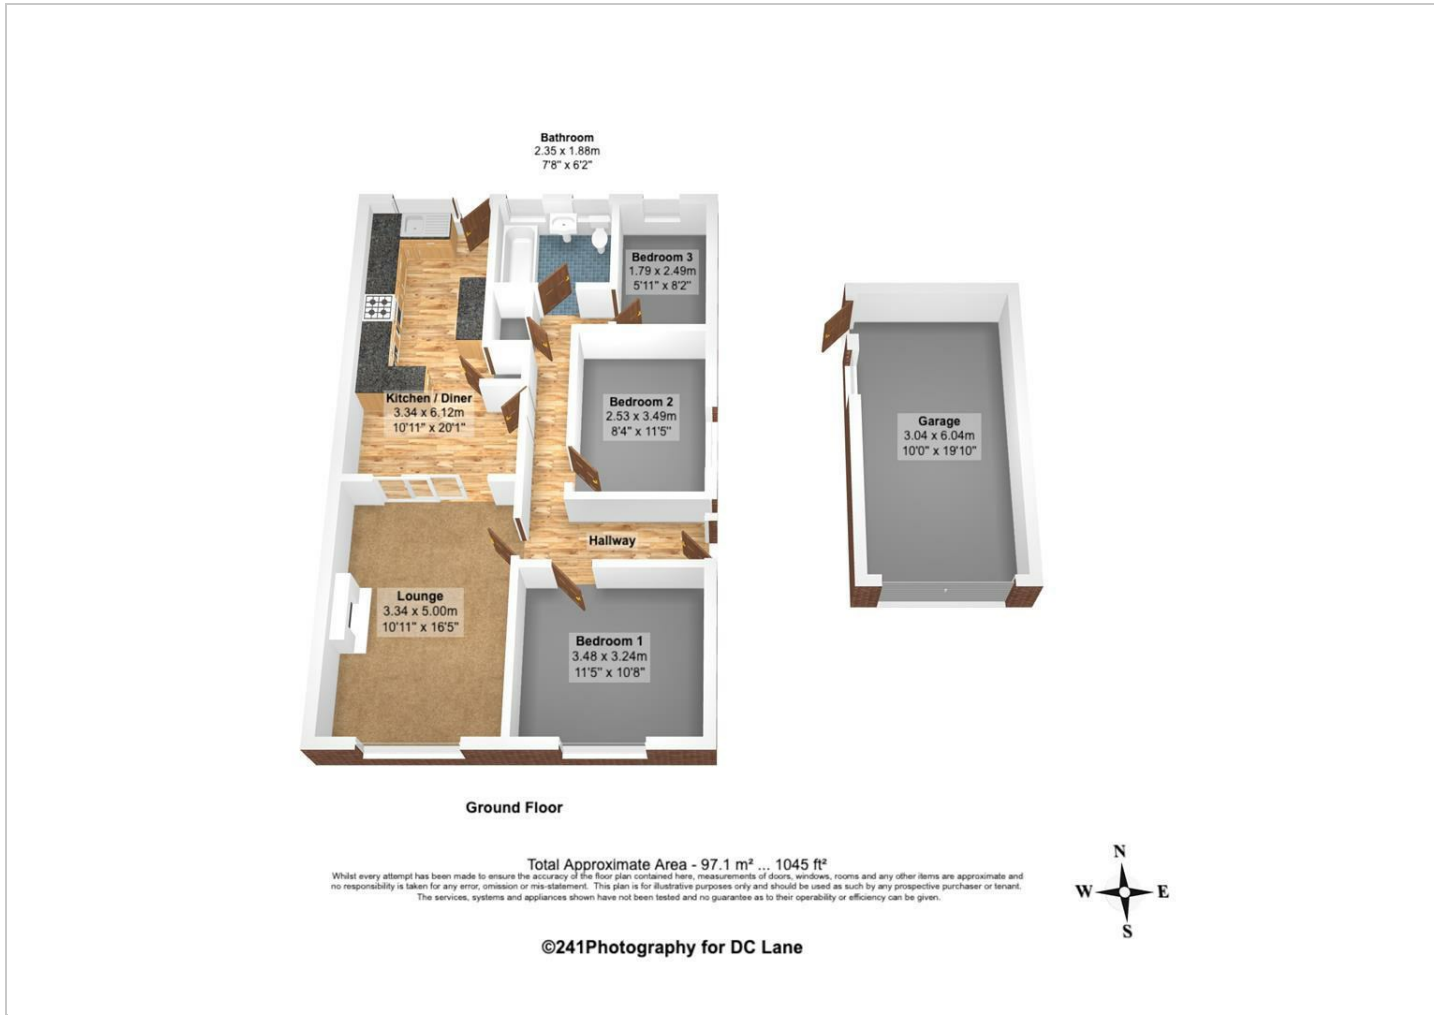 Bathroom
2.35 x 1.88m
7'8" x 6'2"
Bedroom 3
1.79 x 2.49m
5'11" x 8'2"
Kitchen / Diner
3.34 x 6.12m
10'11" x 20'1"
Bedroom 2
2.53 x 3.49m
8'4" x 11'5"
Garage
3.04 x 6.04m
10'0" x 19'10"
Hallway
Lounge
3.34 x 5.00m
10'11" x 16'5"
Bedroom 1
3.48 x 3.24m
11'5" x 10'8"
Ground Floor
Total Approximate Area - 97.1 m² ... 1045 ft²
Whilst every attempt has been made to ensure the accuracy of the floor plan contained here, measurements of doors, windows, rooms and any other items are approximate and
no responsibility is taken for any error, omission or mis-statement. This plan is for illustrative purposes only and should be used as such by any prospective purchaser or tenant.
The services, systems and appliances shown have not been tested and no guarantee as to their operability or efficiency can be given.
N
W E
S
©241Photography for DC Lane